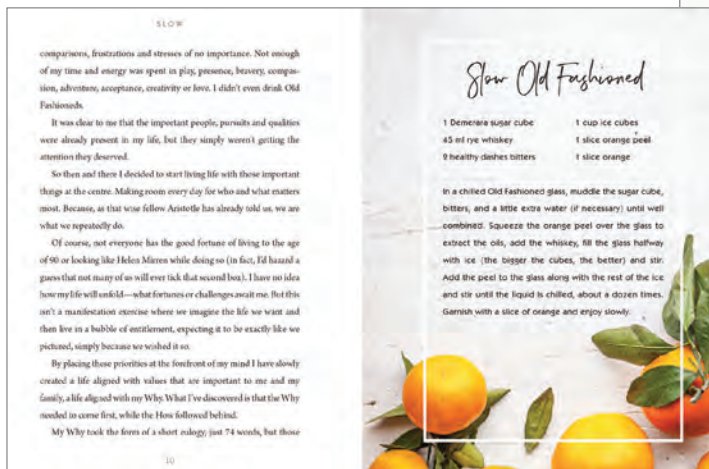 SLOW
comparisons, frustrations and stresses of no importance. Not enough
of my time and energy was spent in play, presence, bravery, compas-
sion, adventure, acceptance, creativity or love. I didn't even drink Old
Fashioneds.
It was clear to me that the important people, pursuits and qualities
were already present in my life, but they simply weren't getting the
attention they deserved.
So then and there I decided to start living life with those important
things at the centre. Making room every day for who and what matters
most. Because, as that wise fellow Aristotle has already told us, we are
what we repeatedly do.
Of course, not everyone has the good fortune of living to the age
of 90 or looking like Helen Mirren while doing so (in fact, I'd hazard a
guess that not many of us will ever tick that second box). I have no idea
how my life will unfold—what fortunes or challenges await me. But this
isn't a manifestation exercise where we imagine the life we want and
then live in a bubble of entitlement, expecting it to be exactly like we
pictured, simply because we wished it so.
By placing these priorities at the forefront of my mind I have slowly
created a life aligned with values that are important to me and my
family, a life aligned with my Why. What I've discovered is that the Why
needed to come first, while the How followed behind.
My Why took the form of a short eulogy, just 74 words, but those
10
Slow Old Fashioned
1 Demerara sugar cube
45 ml rye whiskey
9 healthy dashes bitters
1 cup ice cubes
1 slice orange peel
1 slice orange
In a chilled Old Fashioned glass, muddle the sugar cube,
bitters, and a little extra water (if necessary) until well
combined. Squeeze the orange peel over the glass to
extract the oils, add the whiskey, fill the glass halfway
with ice (the bigger the cubes, the better) and stir.
Add the peel to the glass along with the rest of the ice
and stir until the liquid is chilled, about a dozen times.
Garnish with a slice of orange and enjoy slowly.